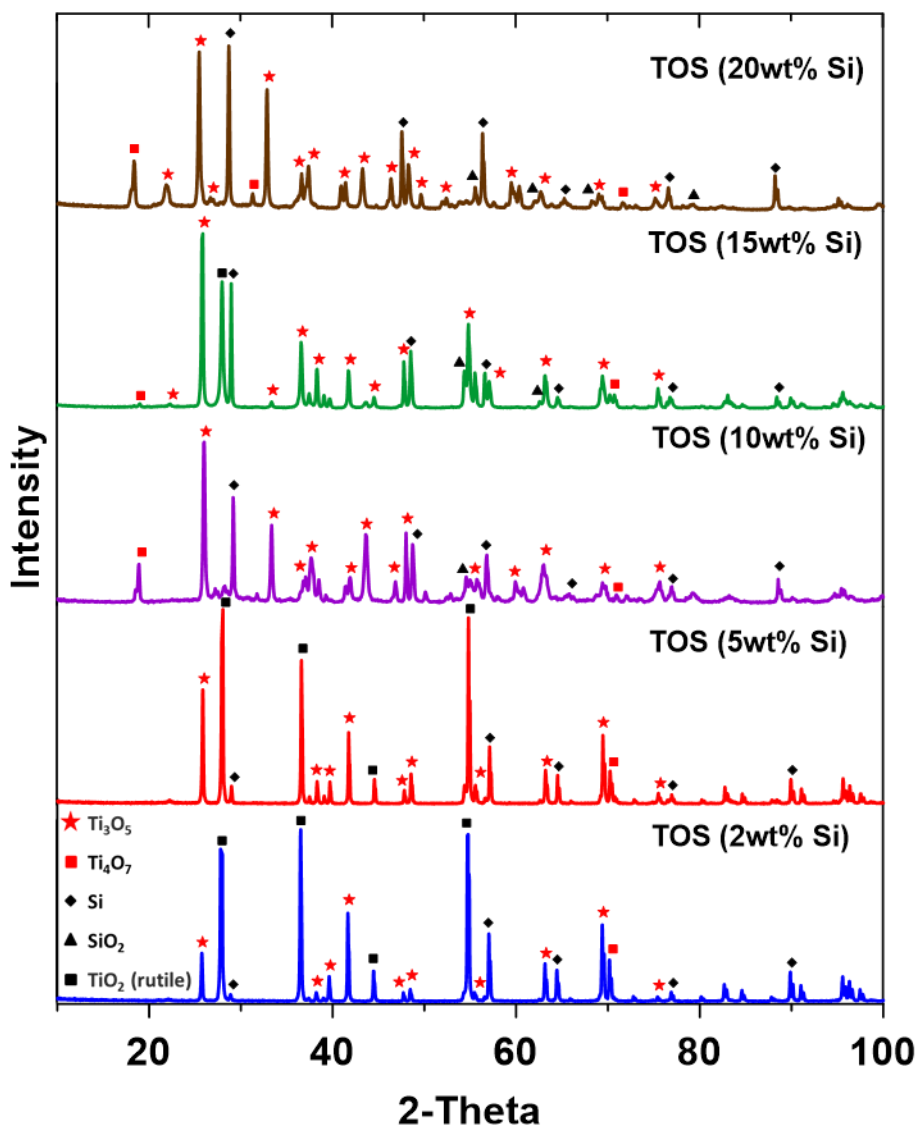 TOS (20wt% Si)
TOS (15wt% Si)
TOS (10wt% Si)
TOS (5wt% Si)
TOS (2wt% Si)
Intensity
Ti₃O₅
Ti₄O₇
Si
SiO₂
TiO₂ (rutile)
20 40 60 80 100
2-Theta